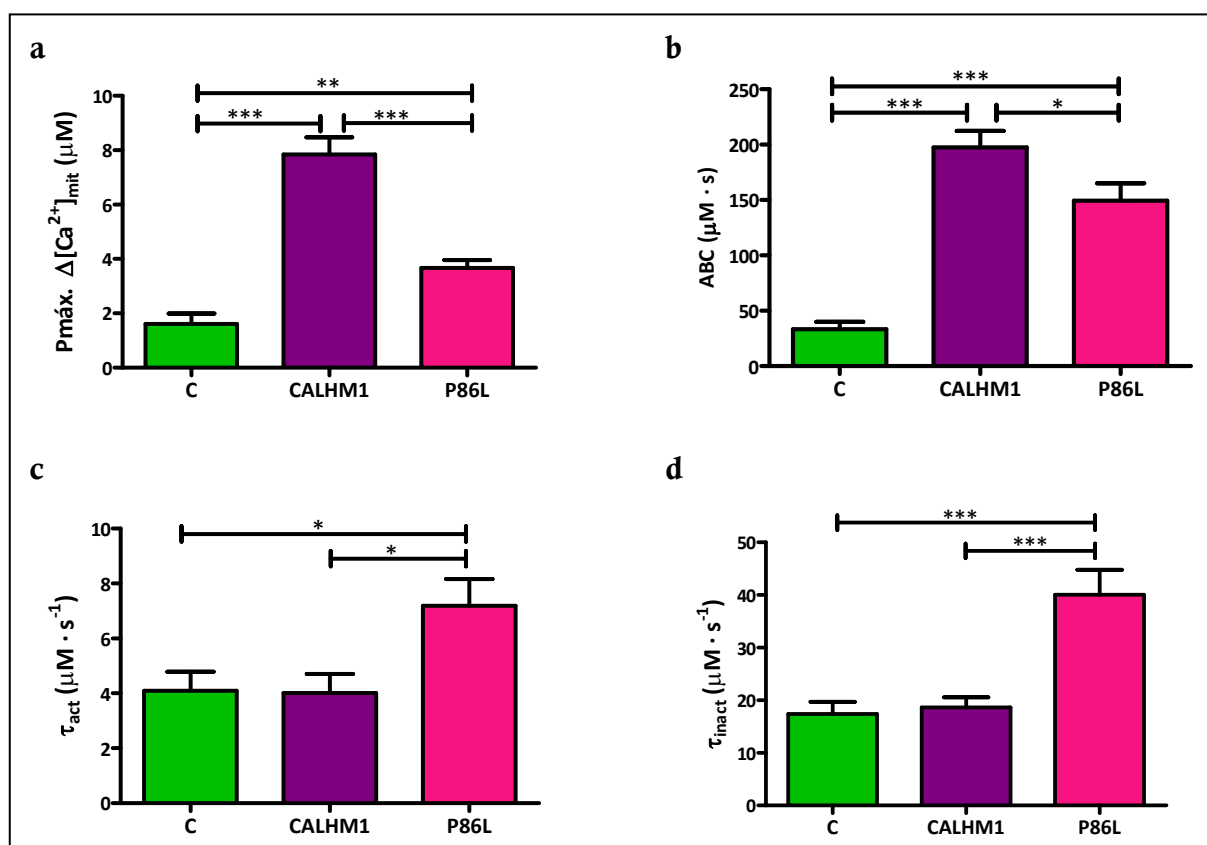 a
**
***
***
10
8
6
4
2
0
Pmáx. Δ[Ca²⁺]mit (μM)
C CALHM1 P86L
b
***
***
*
250
200
150
100
50
0
ABC (μM · s)
C CALHM1 P86L
c
*
*
10
8
6
4
2
0
τact (μM · s⁻¹)
C CALHM1 P86L
d
***
***
50
40
30
20
10
0
τinact (μM · s⁻¹)
C CALHM1 P86L